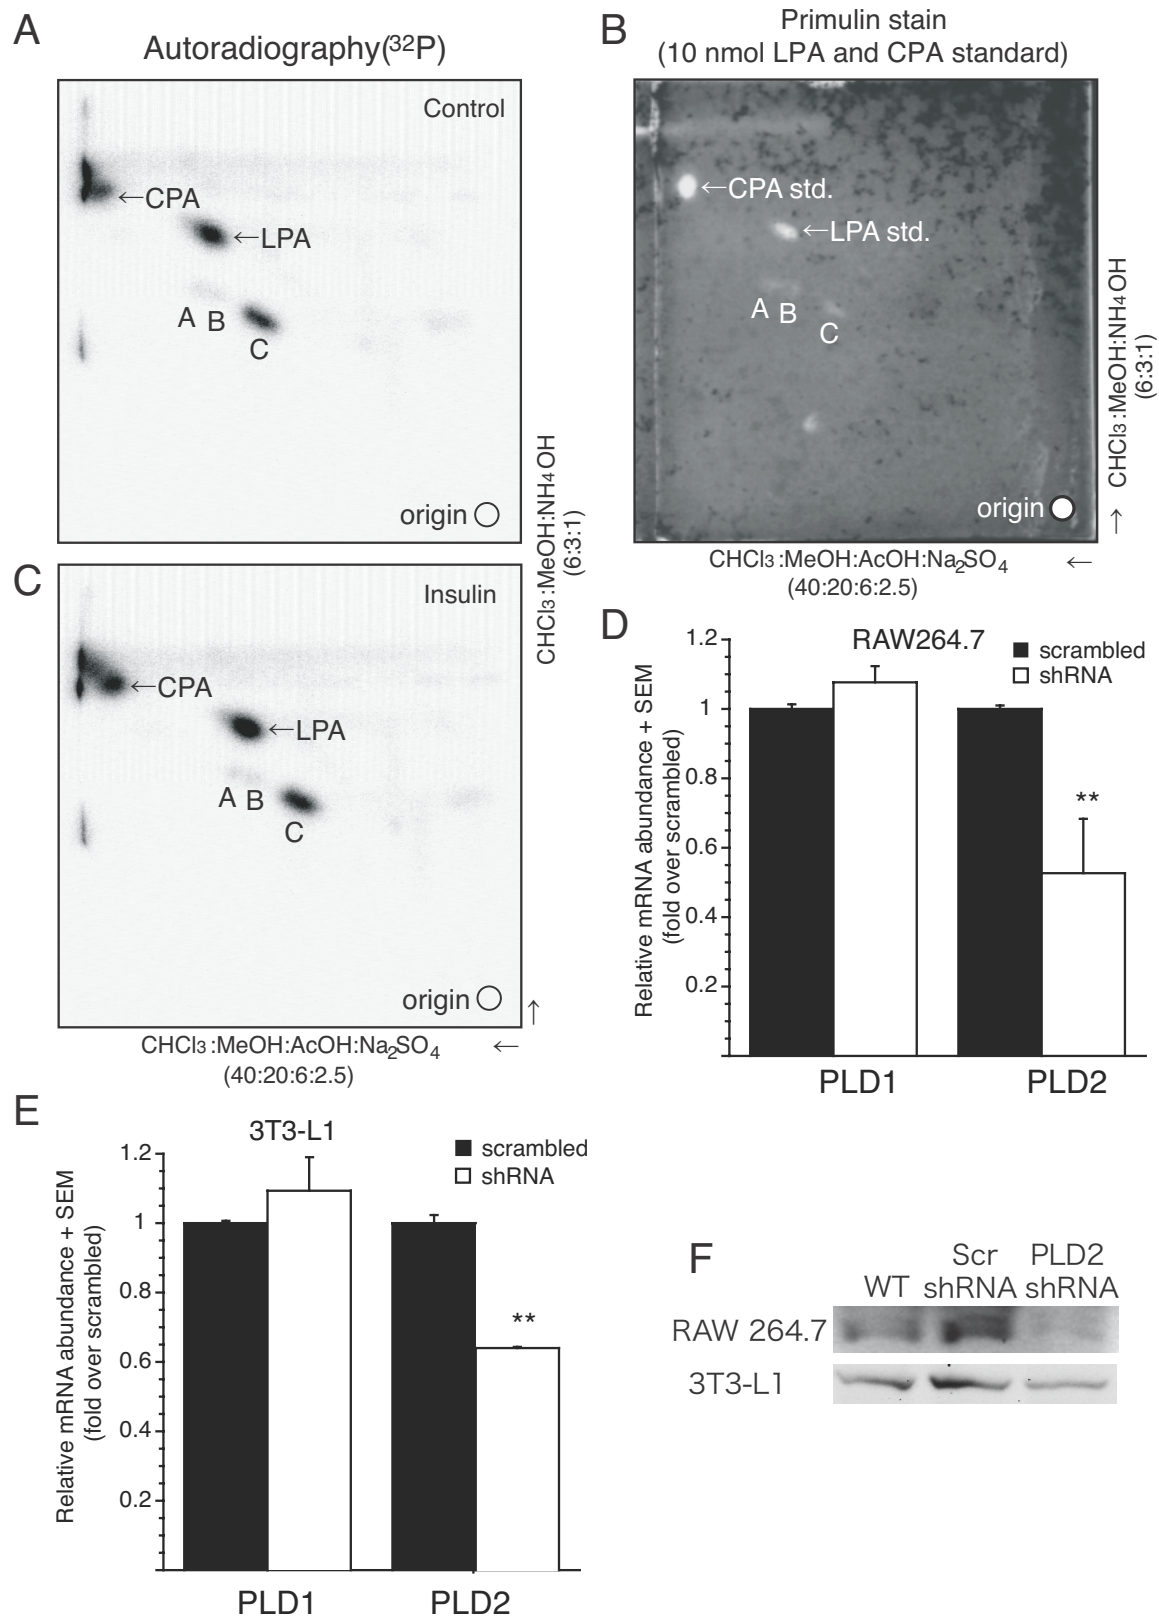 A
Autoradiography(32P)
Control
←CPA
←LPA
A B
C
origin
CHCl3:MeOH:NH4OH
(6:3:1)
B
Primulin stain
(10 nmol LPA and CPA standard)
←CPA std.
←LPA std.
A B
C
origin
CHCl3:MeOH:NH4OH
(6:3:1)
CHCl3:MeOH:AcOH:Na2SO4
(40:20:6:2.5)
C
Insulin
←CPA
←LPA
A B
C
origin
CHCl3:MeOH:AcOH:Na2SO4
(40:20:6:2.5)
D
RAW264.7
scrambled
shRNA
Relative mRNA abundance + SEM
(fold over scrambled)
1.2
1
0.8
0.6
0.4
0.2
**
PLD1
PLD2
E
3T3-L1
scrambled
shRNA
Relative mRNA abundance + SEM
(fold over scrambled)
1.2
1
0.8
0.6
0.4
0.2
**
PLD1
PLD2
F
WT
Scr
shRNA
PLD2
shRNA
RAW 264.7
3T3-L1